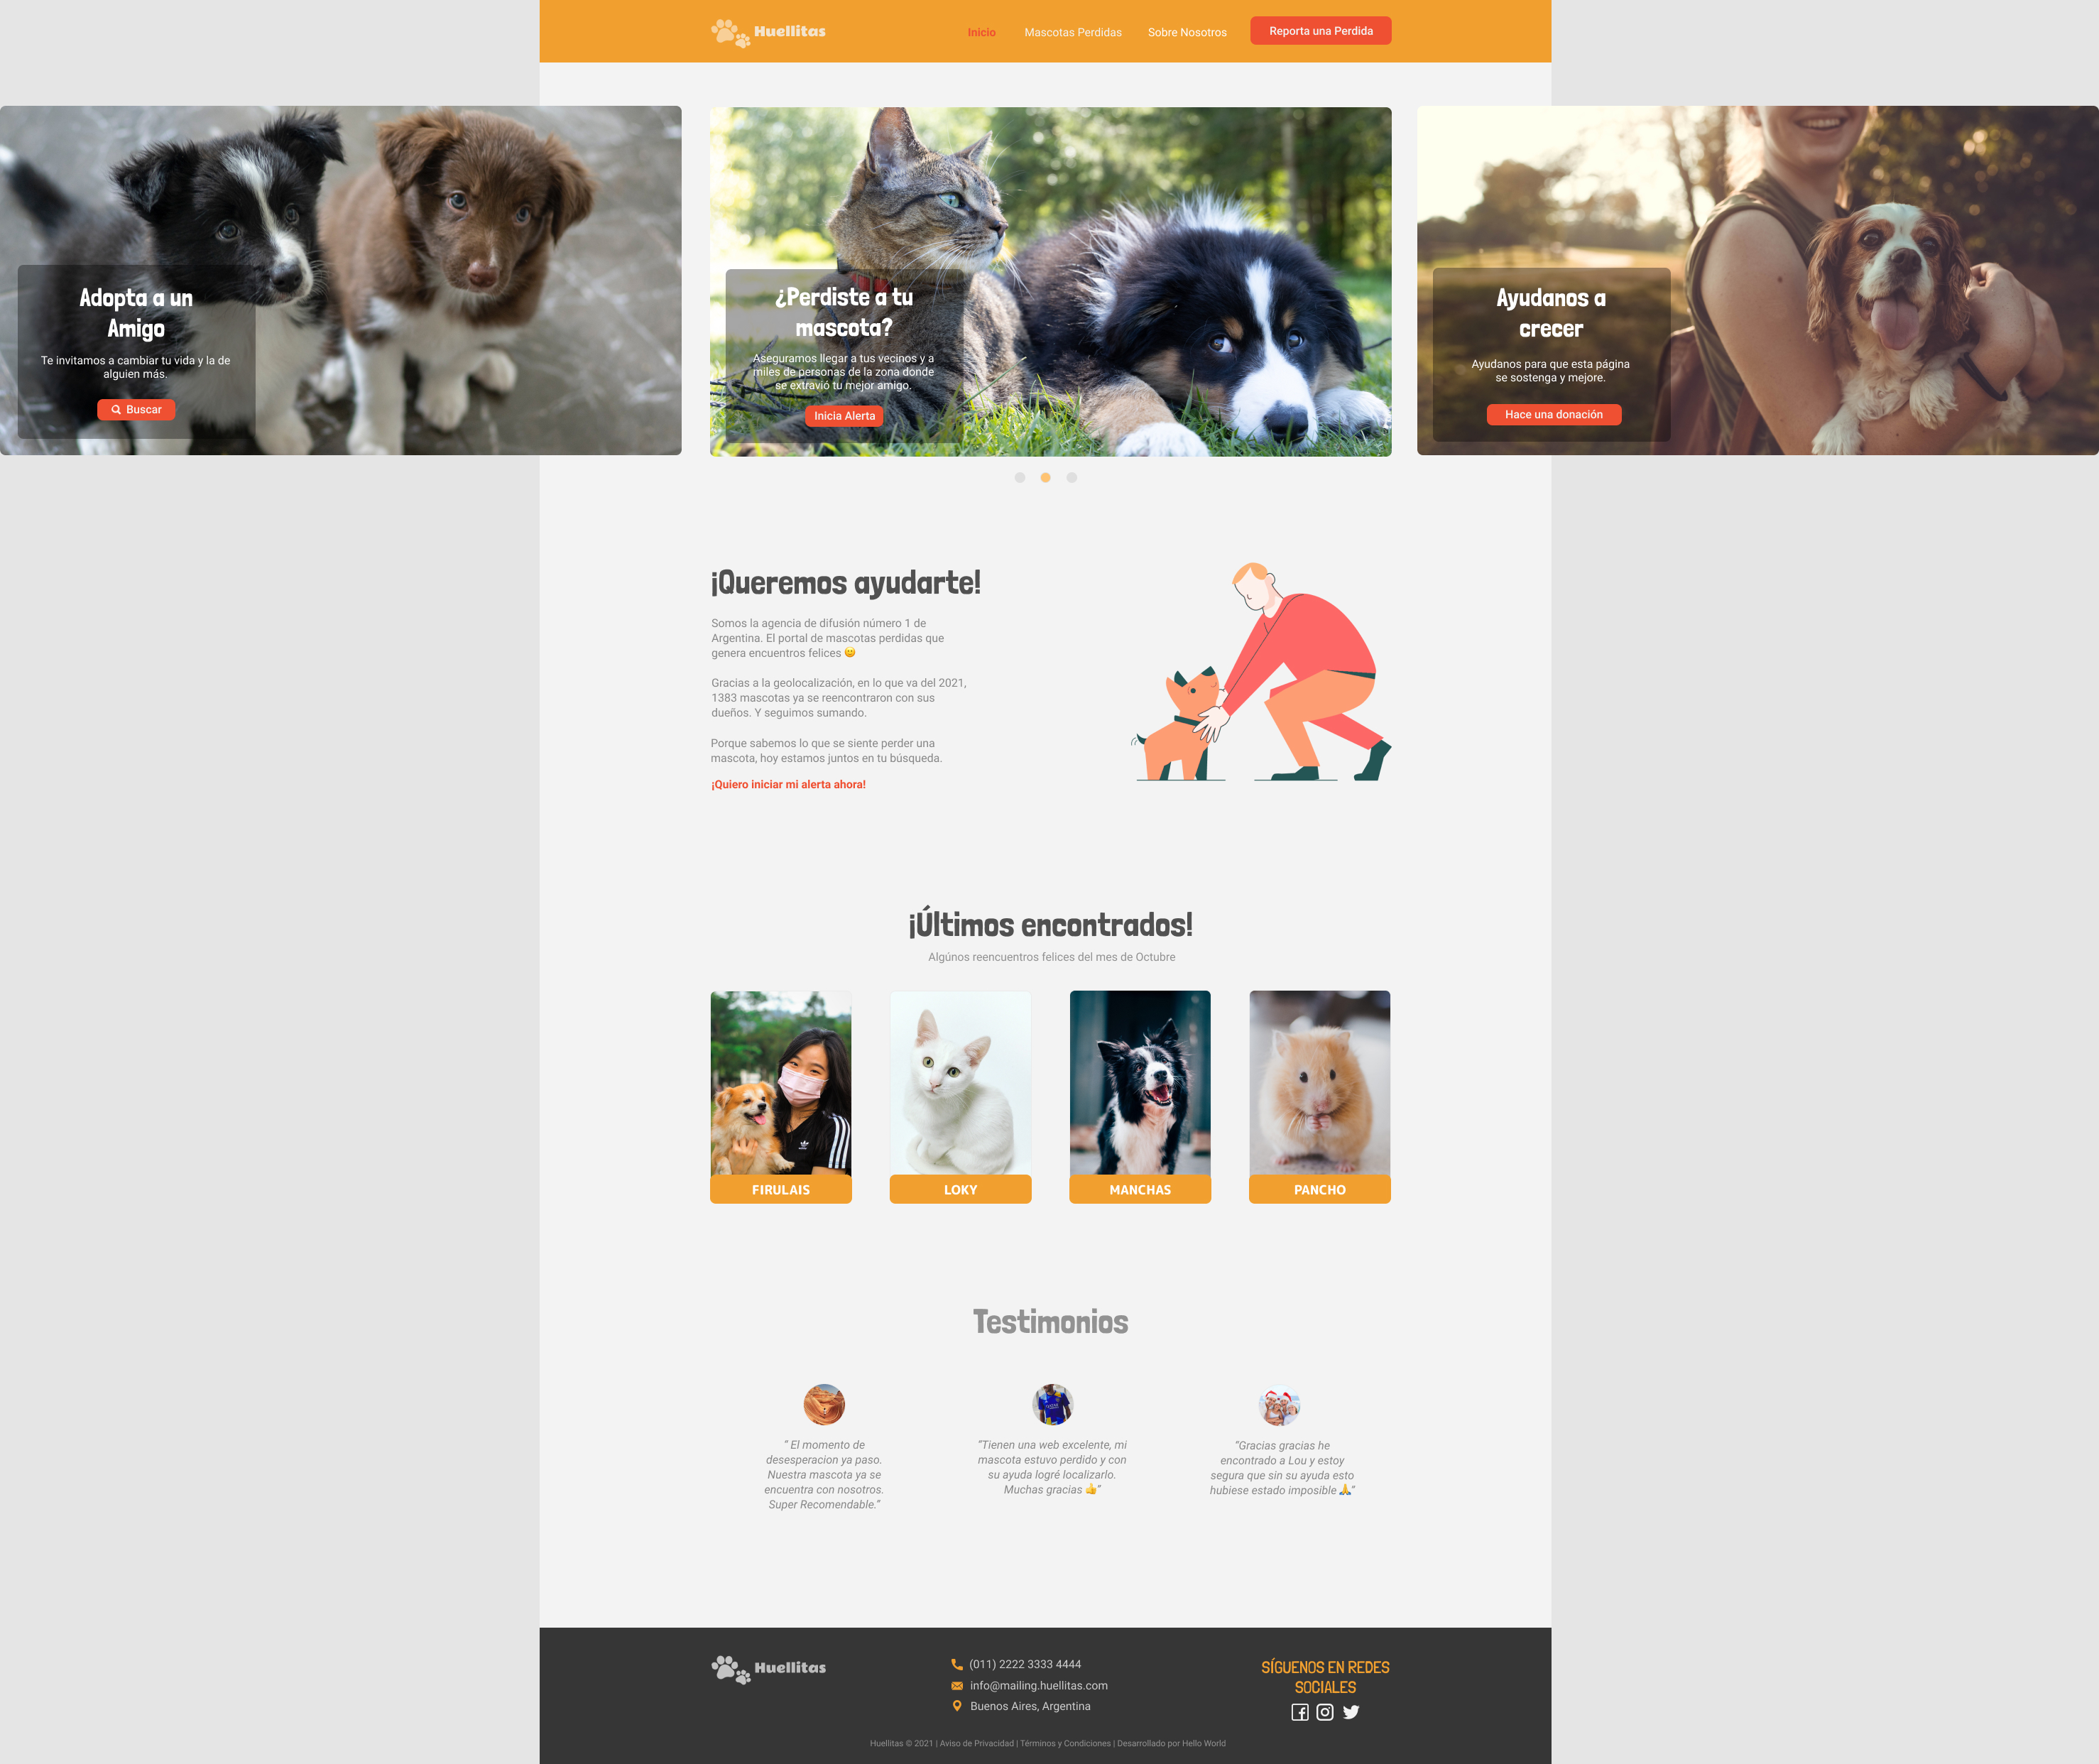 Huellitas
Inicio
Mascotas Perdidas
Sobre Nosotros
Reporta una Perdida
Adopta a un
Amigo
Te invitamos a cambiar tu vida y la de
alguien más.
Buscar
¿Perdiste a tu
mascota?
Aseguramos llegar a tus vecinos y a
miles de personas de la zona donde
se extravió tu mejor amigo.
Inicia Alerta
Ayudanos a
crecer
Ayudanos para que esta página
se sostenga y mejore.
Hace una donación
¡Queremos ayudarte!
Somos la agencia de difusión número 1 de
Argentina. El portal de mascotas perdidas que
genera encuentros felices 🙂
Gracias a la geolocalización, en lo que va del 2021,
1383 mascotas ya se reencontraron con sus
dueños. Y seguimos sumando.
Porque sabemos lo que se siente perder una
mascota, hoy estamos juntos en tu búsqueda.
¡Quiero iniciar mi alerta ahora!
¡Últimos encontrados!
Algúnos reencuentros felices del mes de Octubre
FIRULAIS
LOKY
MANCHAS
PANCHO
Testimonios
“ El momento de
desesperacion ya paso.
Nuestra mascota ya se
encuentra con nosotros.
Super Recomendable.”
“Tienen una web excelente, mi
mascota estuvo perdido y con
su ayuda logré localizarlo.
Muchas gracias 👍”
“Gracias gracias he
encontrado a Lou y estoy
segura que sin su ayuda esto
hubiese estado imposible 🙏”
Huellitas
(011) 2222 3333 4444
info@mailing.huellitas.com
Buenos Aires, Argentina
SÍGUENOS EN REDES
SOCIALES
Huellitas © 2021 | Aviso de Privacidad | Términos y Condiciones | Desarrollado por Hello World